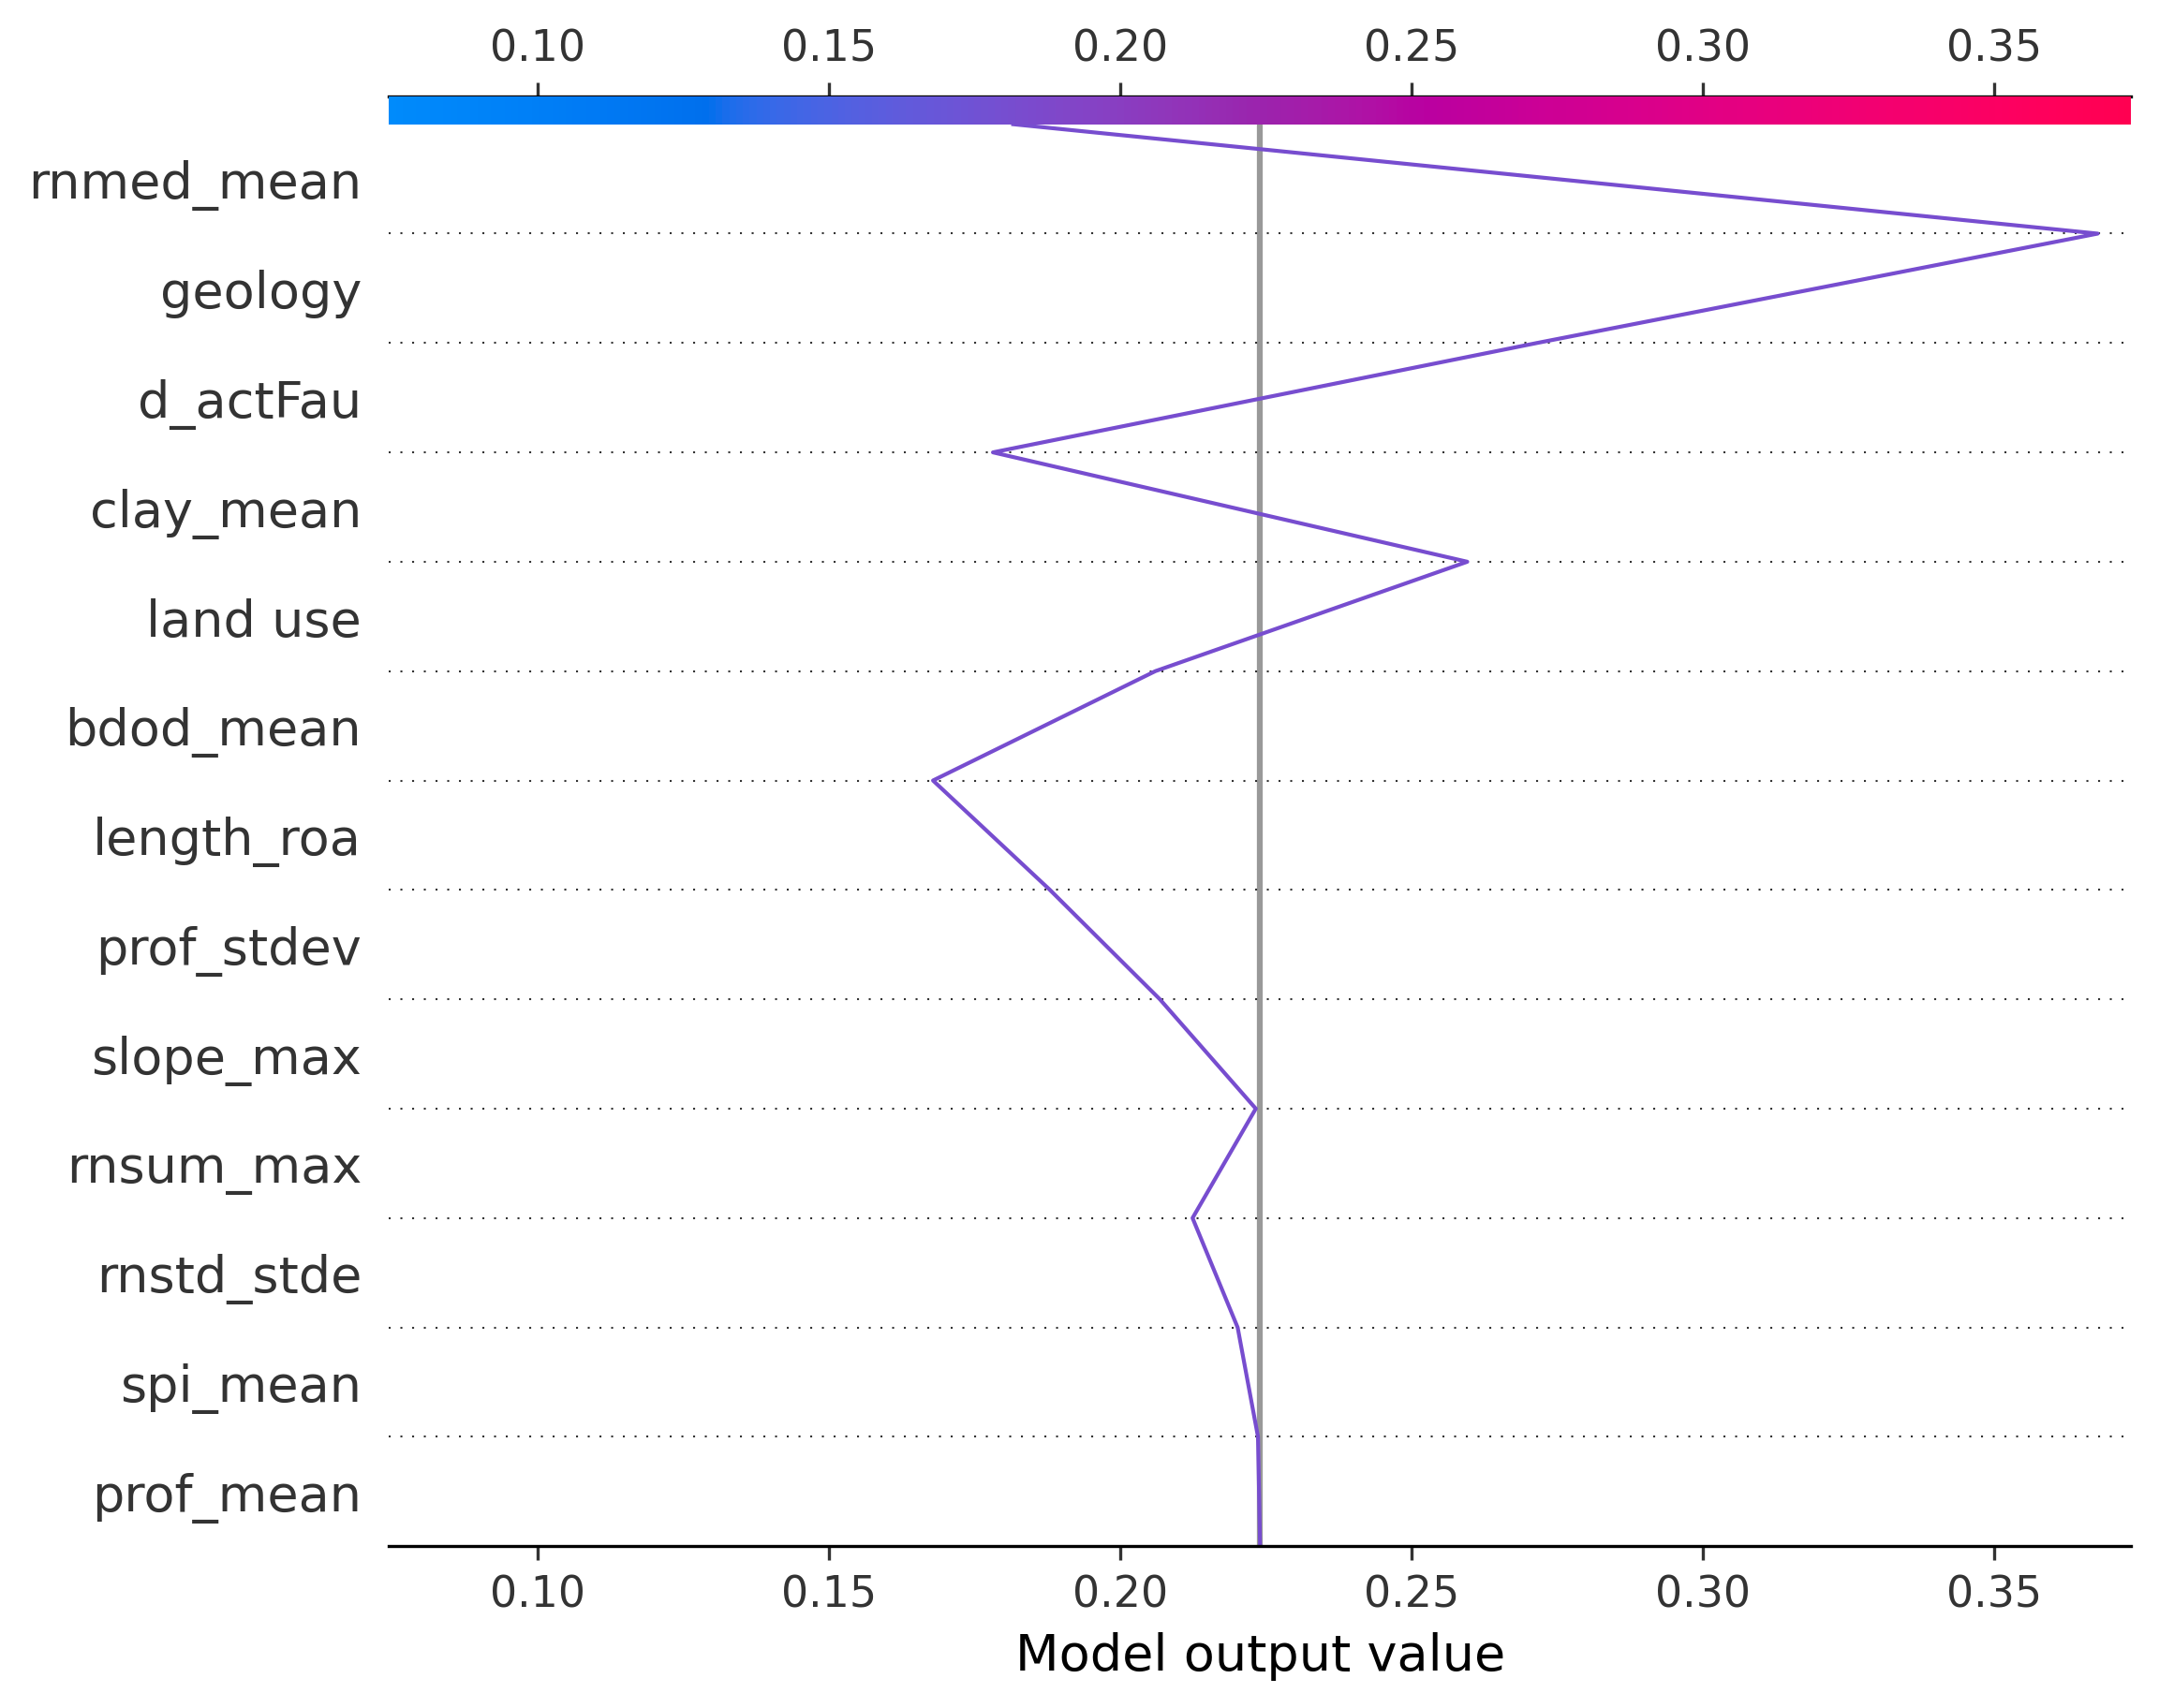 0.10 0.15 0.20 0.25 0.30 0.35
rnmed_mean
geology
d_actFau
clay_mean
land use
bdod_mean
length_roa
prof_stdev
slope_max
rnsum_max
rnstd_stde
spi_mean
prof_mean
0.10 0.15 0.20 0.25 0.30 0.35
Model output value